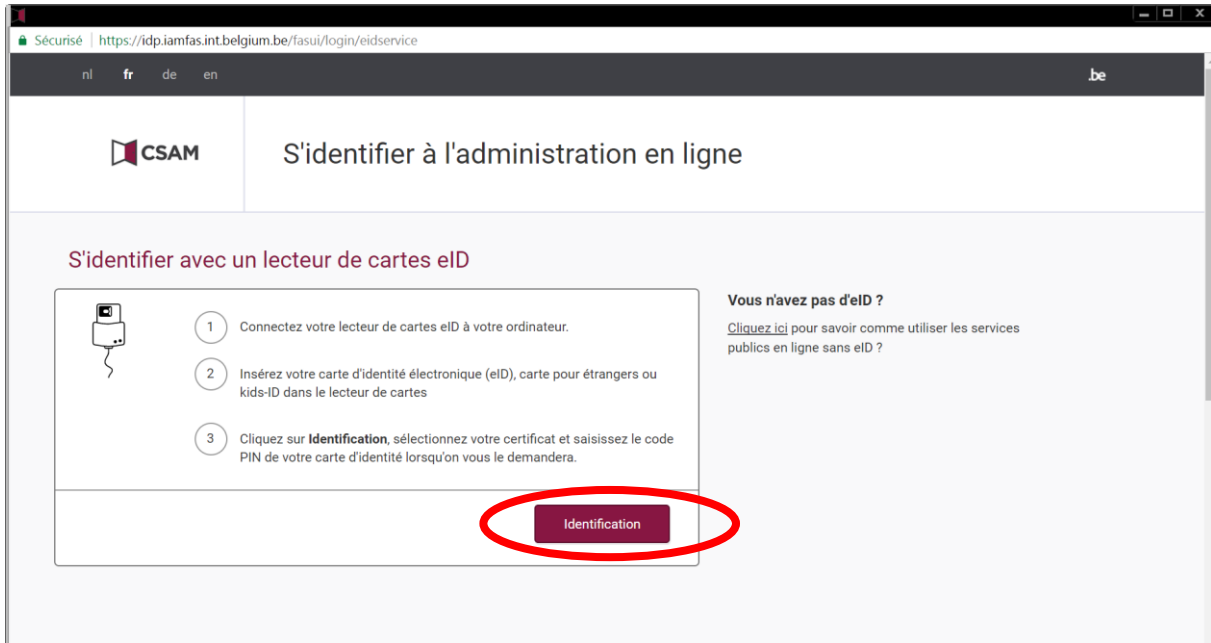 Sécurisé | https://idp.iamfas.int.belgium.be/fasui/login/eidservice
nl fr de en
.be
CSAM
S'identifier à l'administration en ligne
S'identifier avec un lecteur de cartes eID
1 Connectez votre lecteur de cartes eID à votre ordinateur.
2 Insérez votre carte d'identité électronique (eID), carte pour étrangers ou
kids-ID dans le lecteur de cartes
3 Cliquez sur Identification, sélectionnez votre certificat et saisissez le code
PIN de votre carte d'identité lorsqu'on vous le demandera.
Identification
Vous n'avez pas d'eID ?
Cliquez ici pour savoir comme utiliser les services
publics en ligne sans eID ?